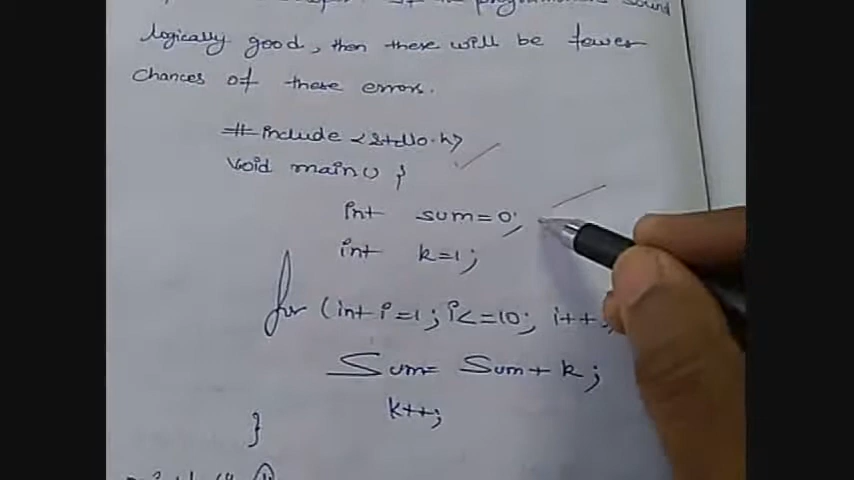 logically good, then there will be fewer
chances of these errors.
#include <stdio.h>
Void main() {
int sum=0;
int k=1;
for (int i=1; i<=10; i++
Sum= Sum+k;
k++;
}